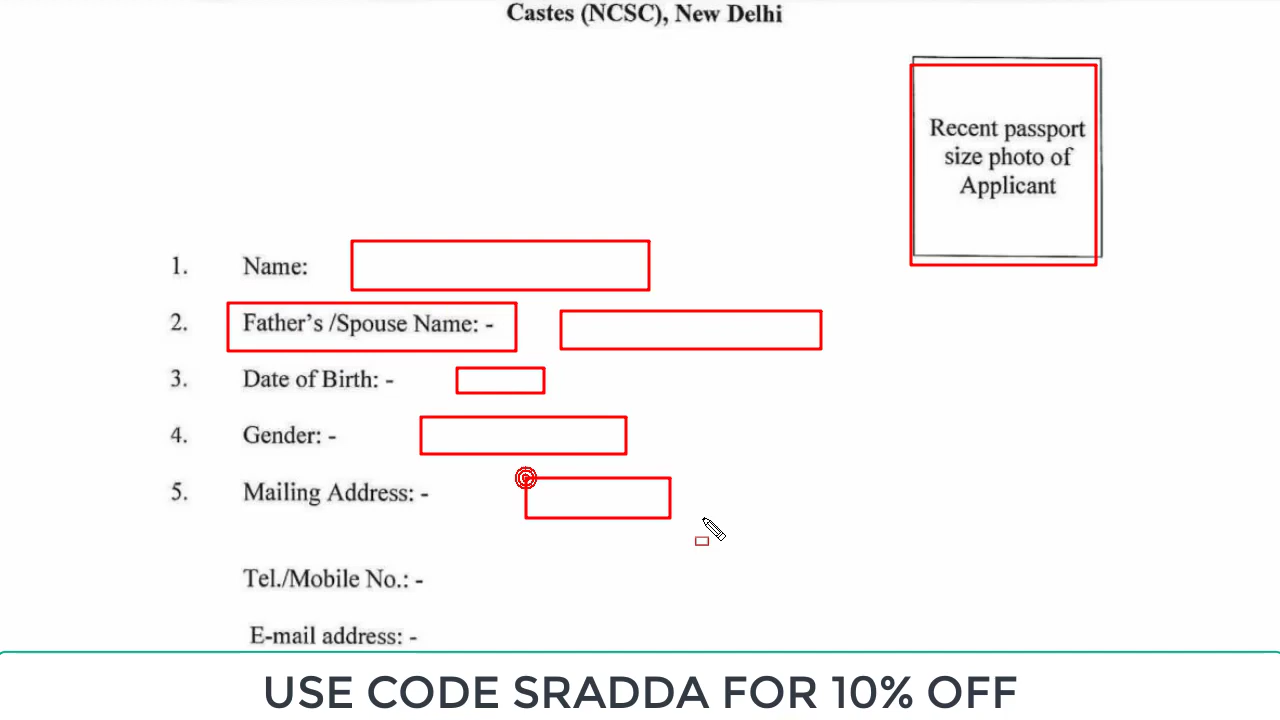 Castes (NCSC), New Delhi
Recent passport
size photo of
Applicant
1. Name:
2. Father's /Spouse Name: -
3. Date of Birth: -
4. Gender: -
5. Mailing Address: -
Tel./Mobile No.: -
E-mail address: -
USE CODE SRADDA FOR 10% OFF